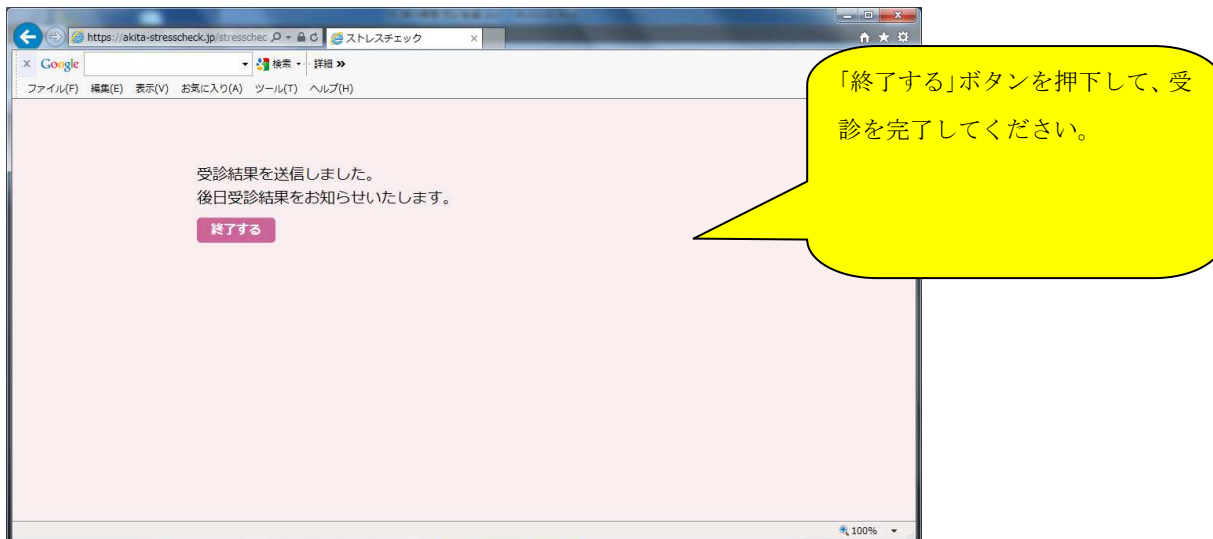 https://akita-stresscheck.jp/stresschec
ストレスチェック
×
x Google 検索 詳細 »
ファイル(F) 編集(E) 表示(V) お気に入り(A) ツール(T) ヘルプ(H)
「終了する」ボタンを押下して、受
診を完了してください。
受診結果を送信しました。
後日受診結果をお知らせいたします。
終了する
100%